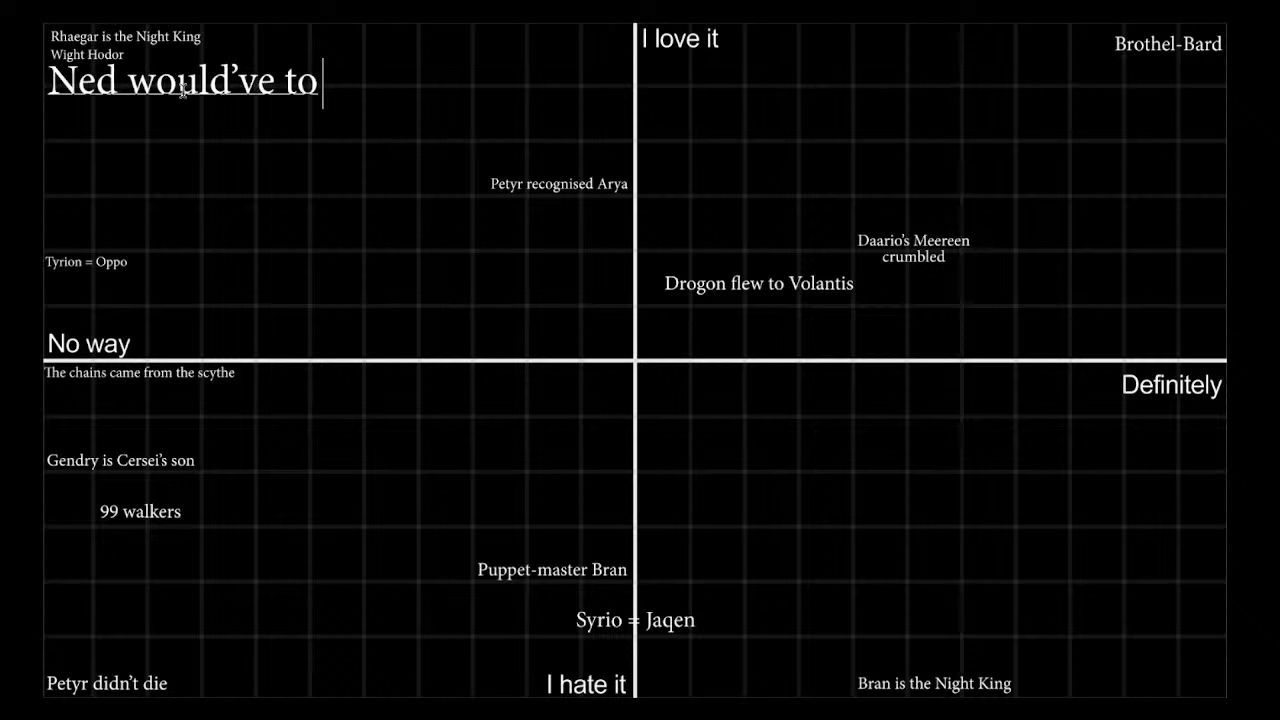 Rhaegar is the Night King
Wight Hodor
Ned would've to
I love it
Brothel-Bard
Petyr recognised Arya
Daario's Meereen
crumbled
Tyrion = Oppo
Drogon flew to Volantis
No way
The chains came from the scythe
Definitely
Gendry is Cersei's son
99 walkers
Puppet-master Bran
Syrio = Jaqen
Petyr didn't die
I hate it
Bran is the Night King